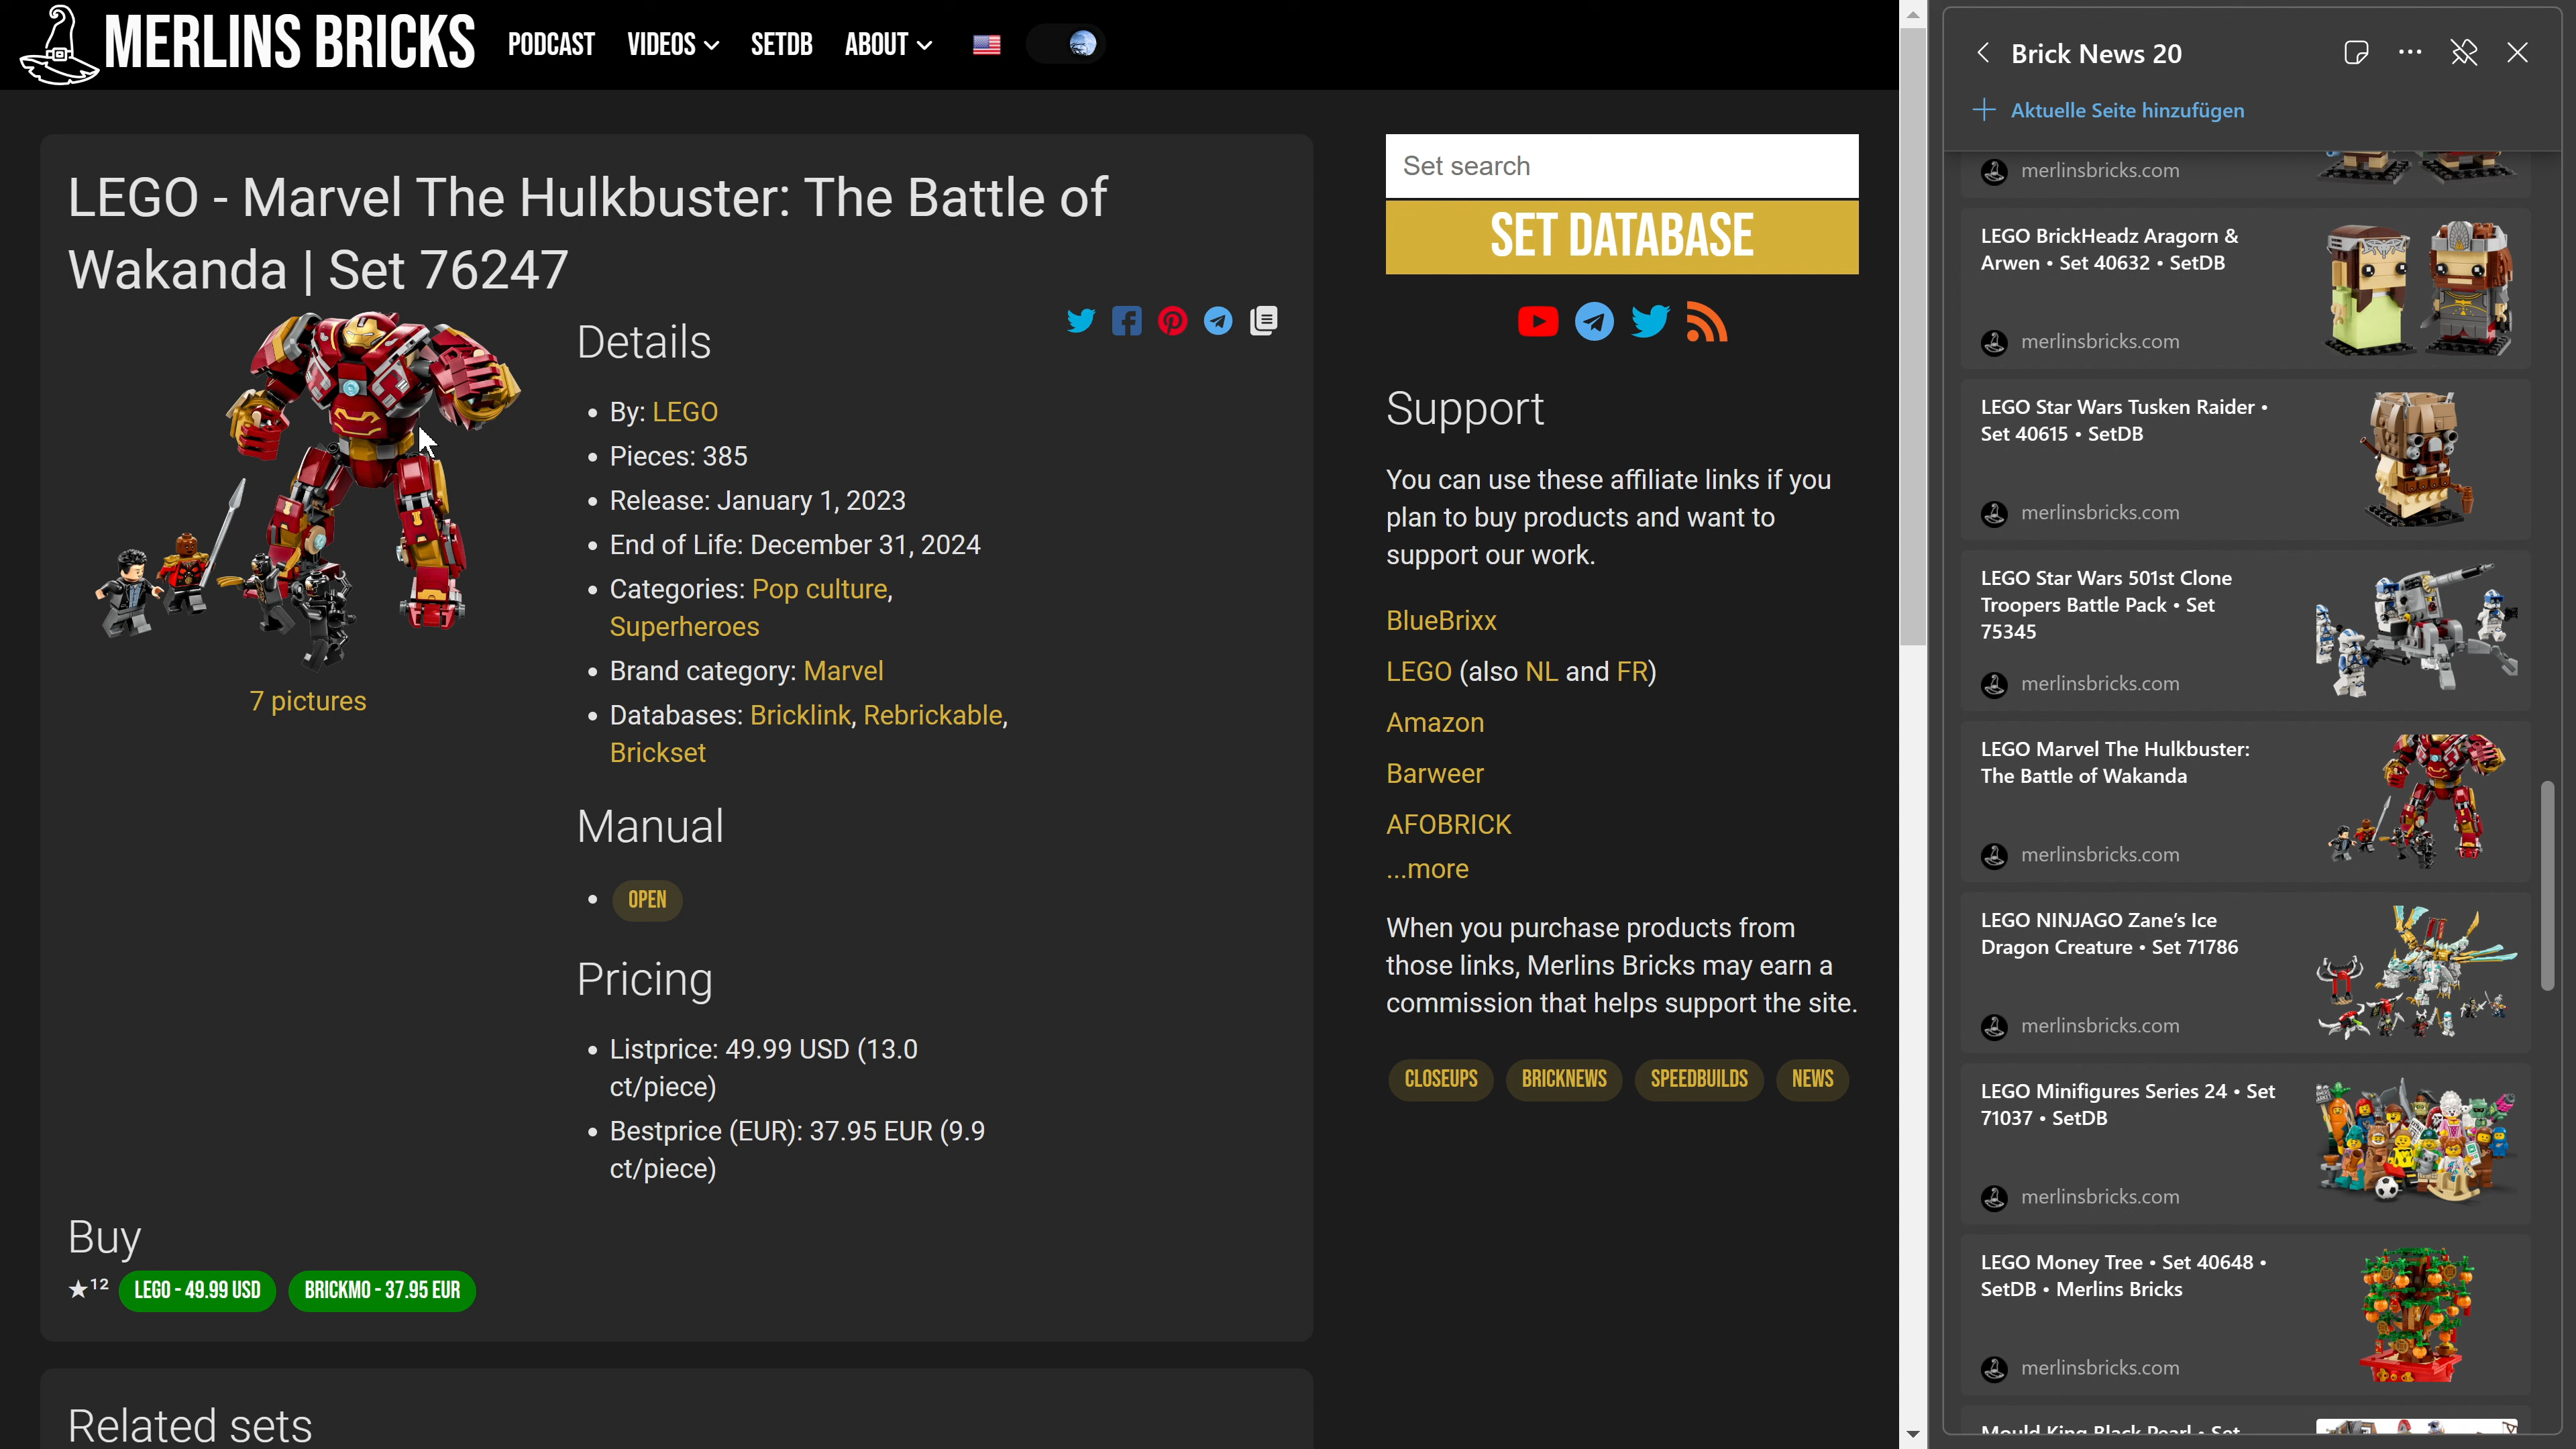 MERLINS BRICKS
PODCAST
VIDEOS
SETDB
ABOUT
LEGO - Marvel The Hulkbuster: The Battle of
Wakanda | Set 76247
7 pictures
Details
By: LEGO
Pieces: 385
Release: January 1, 2023
End of Life: December 31, 2024
Categories: Pop culture,
Superheroes
Brand category: Marvel
Databases: Bricklink, Rebrickable,
Brickset
Manual
OPEN
Pricing
Listprice: 49.99 USD (13.0
ct/piece)
Bestprice (EUR): 37.95 EUR (9.9
ct/piece)
Buy
★12
LEGO - 49.99 USD
BRICKMO - 37.95 EUR
Related sets
Set search
SET DATABASE
Support
You can use these affiliate links if you
plan to buy products and want to
support our work.
BlueBrixx
LEGO (also NL and FR)
Amazon
Barweer
AFOBRICK
...more
When you purchase products from
those links, Merlins Bricks may earn a
commission that helps support the site.
CLOSEUPS
BRICKNEWS
SPEEDBUILDS
NEWS
Brick News 20
Aktuelle Seite hinzufügen
merlinsbricks.com
LEGO BrickHeadz Aragorn &
Arwen • Set 40632 • SetDB
merlinsbricks.com
LEGO Star Wars Tusken Raider •
Set 40615 • SetDB
merlinsbricks.com
LEGO Star Wars 501st Clone
Troopers Battle Pack • Set
75345
merlinsbricks.com
LEGO Marvel The Hulkbuster:
The Battle of Wakanda
merlinsbricks.com
LEGO NINJAGO Zane's Ice
Dragon Creature • Set 71786
merlinsbricks.com
LEGO Minifigures Series 24 • Set
71037 • SetDB
merlinsbricks.com
LEGO Money Tree • Set 40648 •
SetDB • Merlins Bricks
merlinsbricks.com
Mould King Black Pearl • Set